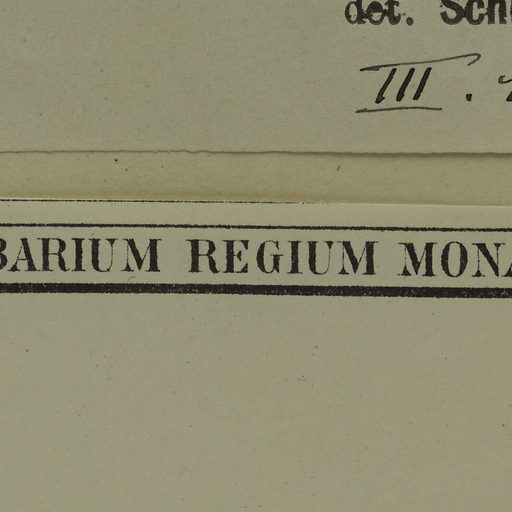 det. Sch
III.
BARIUM REGIUM MONA